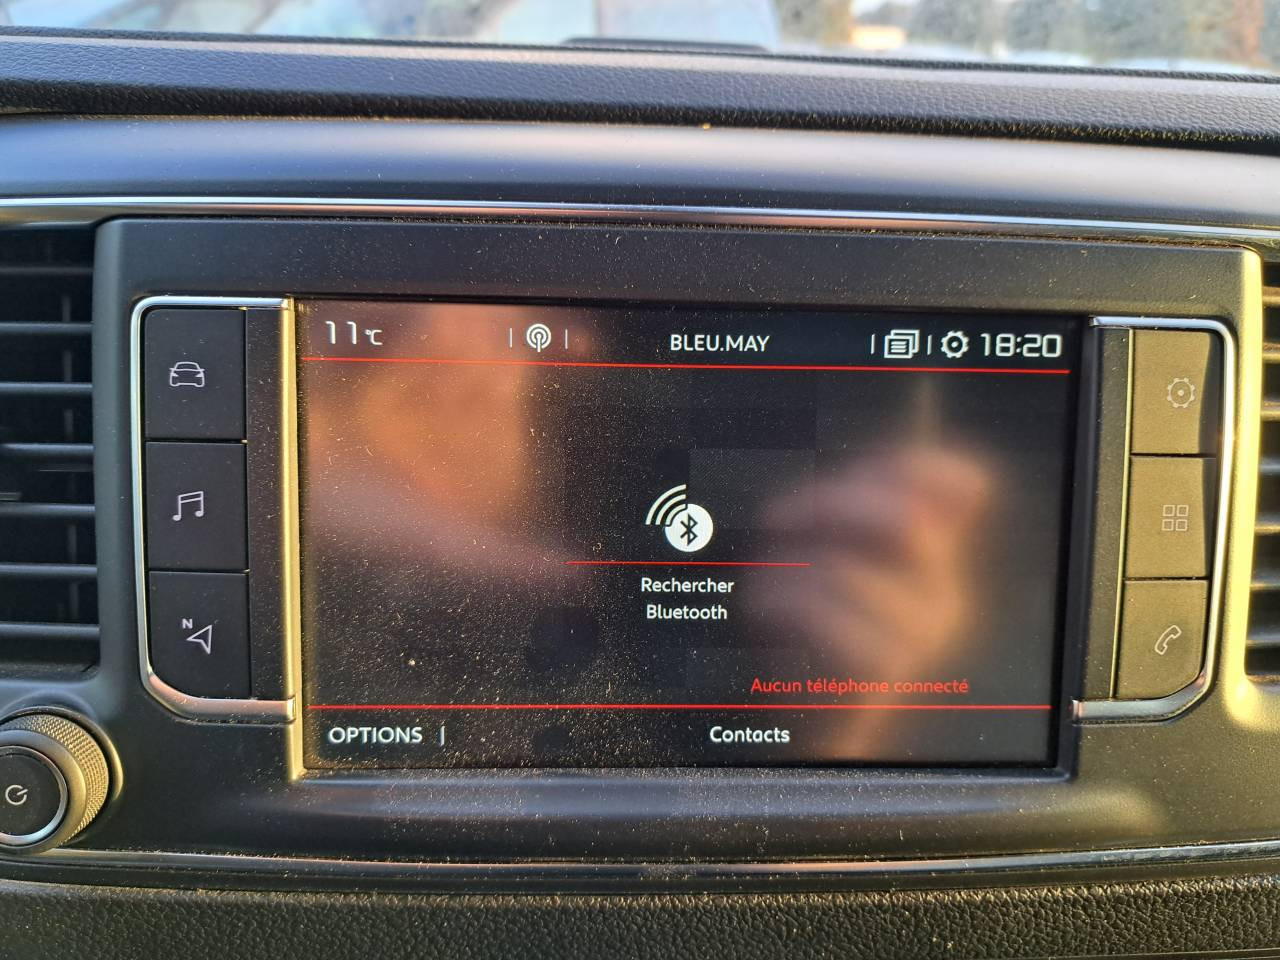 11 °C
BLEU.MAY
18:20
Rechercher
Bluetooth
Aucun téléphone connecté
OPTIONS
Contacts
N